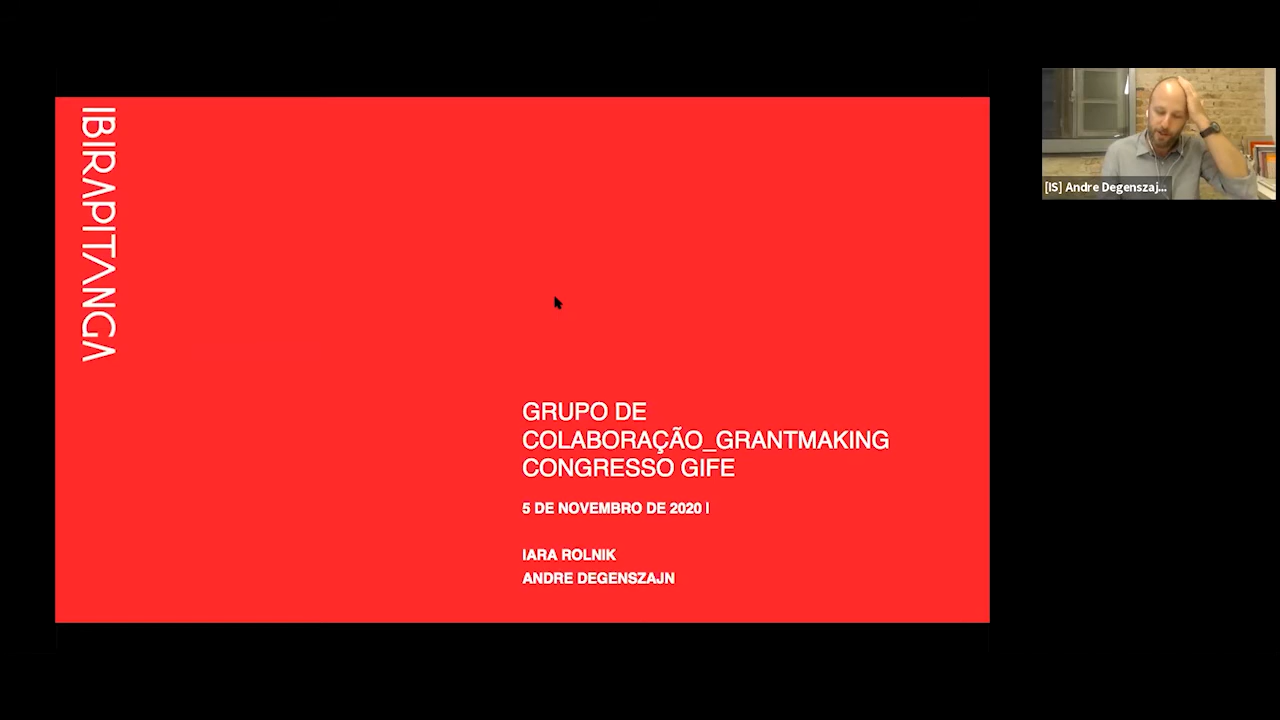 IBIRAPITANGA
GRUPO DE
COLABORAÇÃO_GRANTMAKING
CONGRESSO GIFE
5 DE NOVEMBRO DE 2020 |
IARA ROLNIK
ANDRE DEGENSZAJN
[IS] Andre Degenszaj...